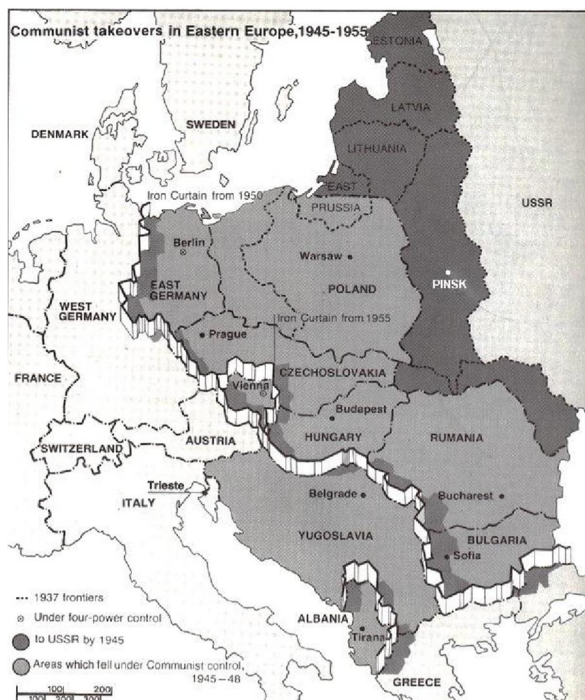 Communist takeovers in Eastern Europe,1945-1955
ESTONIA
LATVIA
SWEDEN
DENMARK
LITHUANIA
EAST
PRUSSIA
Iron Curtain from 1950
USSR
Berlin
Warsaw
PINSK
EAST
GERMANY
POLAND
WEST
GERMANY
Iron Curtain from 1955
Prague
FRANCE
CZECHOSLOVAKIA
Vienna
Budapest
AUSTRIA
HUNGARY
RUMANIA
SWITZERLAND
Trieste
ITALY
Belgrade
Bucharest
YUGOSLAVIA
BULGARIA
Sofia
1937 frontiers
Under four-power control
ALBANIA
to USSR by 1945
Tirana
Areas which fell under Communist control,
1945—48
GREECE
100 200
100 200 300